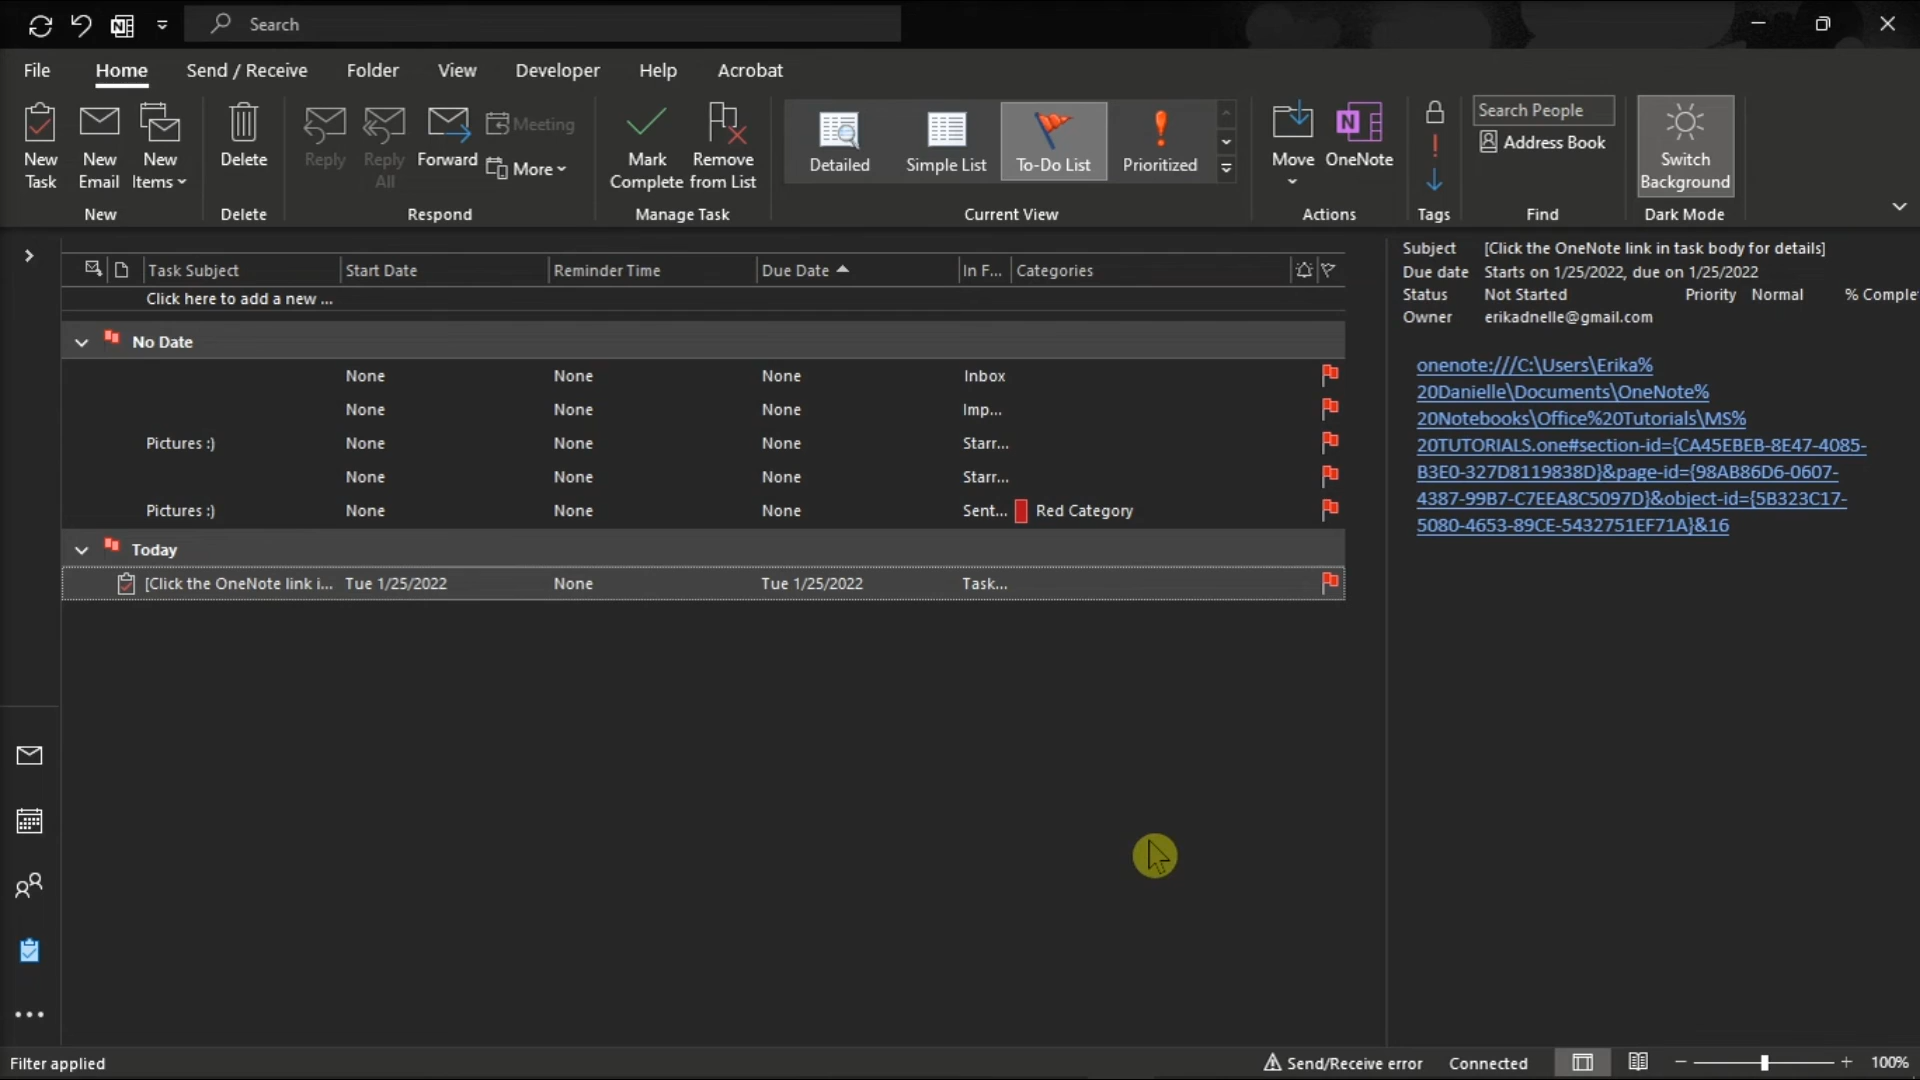 Search
File Home Send / Receive Folder View Developer Help Acrobat
New Task
New Email
New Items
New
Delete
Delete
Reply
Reply All
Forward
Meeting
More
Respond
Mark Complete
Remove from List
Manage Task
Detailed
Simple List
To-Do List
Prioritized
Current View
Move
OneNote
Actions
Tags
Search People
Address Book
Find
Switch Background
Dark Mode
Task Subject Start Date Reminder Time Due Date In F... Categories
Click here to add a new ...
No Date
None None None Inbox
None None None Imp...
Pictures :) None None None Starr...
None None None Starr...
Pictures :) None None None Sent... Red Category
Today
[Click the OneNote link i... Tue 1/25/2022 None Tue 1/25/2022 Task...
Subject [Click the OneNote link in task body for details]
Due date Starts on 1/25/2022, due on 1/25/2022
Status Not Started Priority Normal % Comple
Owner erikadnelle@gmail.com
onenote:///C:\Users\Erika%
20Danielle\Documents\OneNote%
20Notebooks\Office%20Tutorials\MS%
20TUTORIALS.one#section-id={CA45EBEB-8E47-4085-
B3E0-327D8119838D}&page-id={98AB86D6-0607-
4387-99B7-C7EEA8C5097D}&object-id={5B323C17-
5080-4653-89CE-5432751EF71A}&16
Filter applied
Send/Receive error Connected 100%